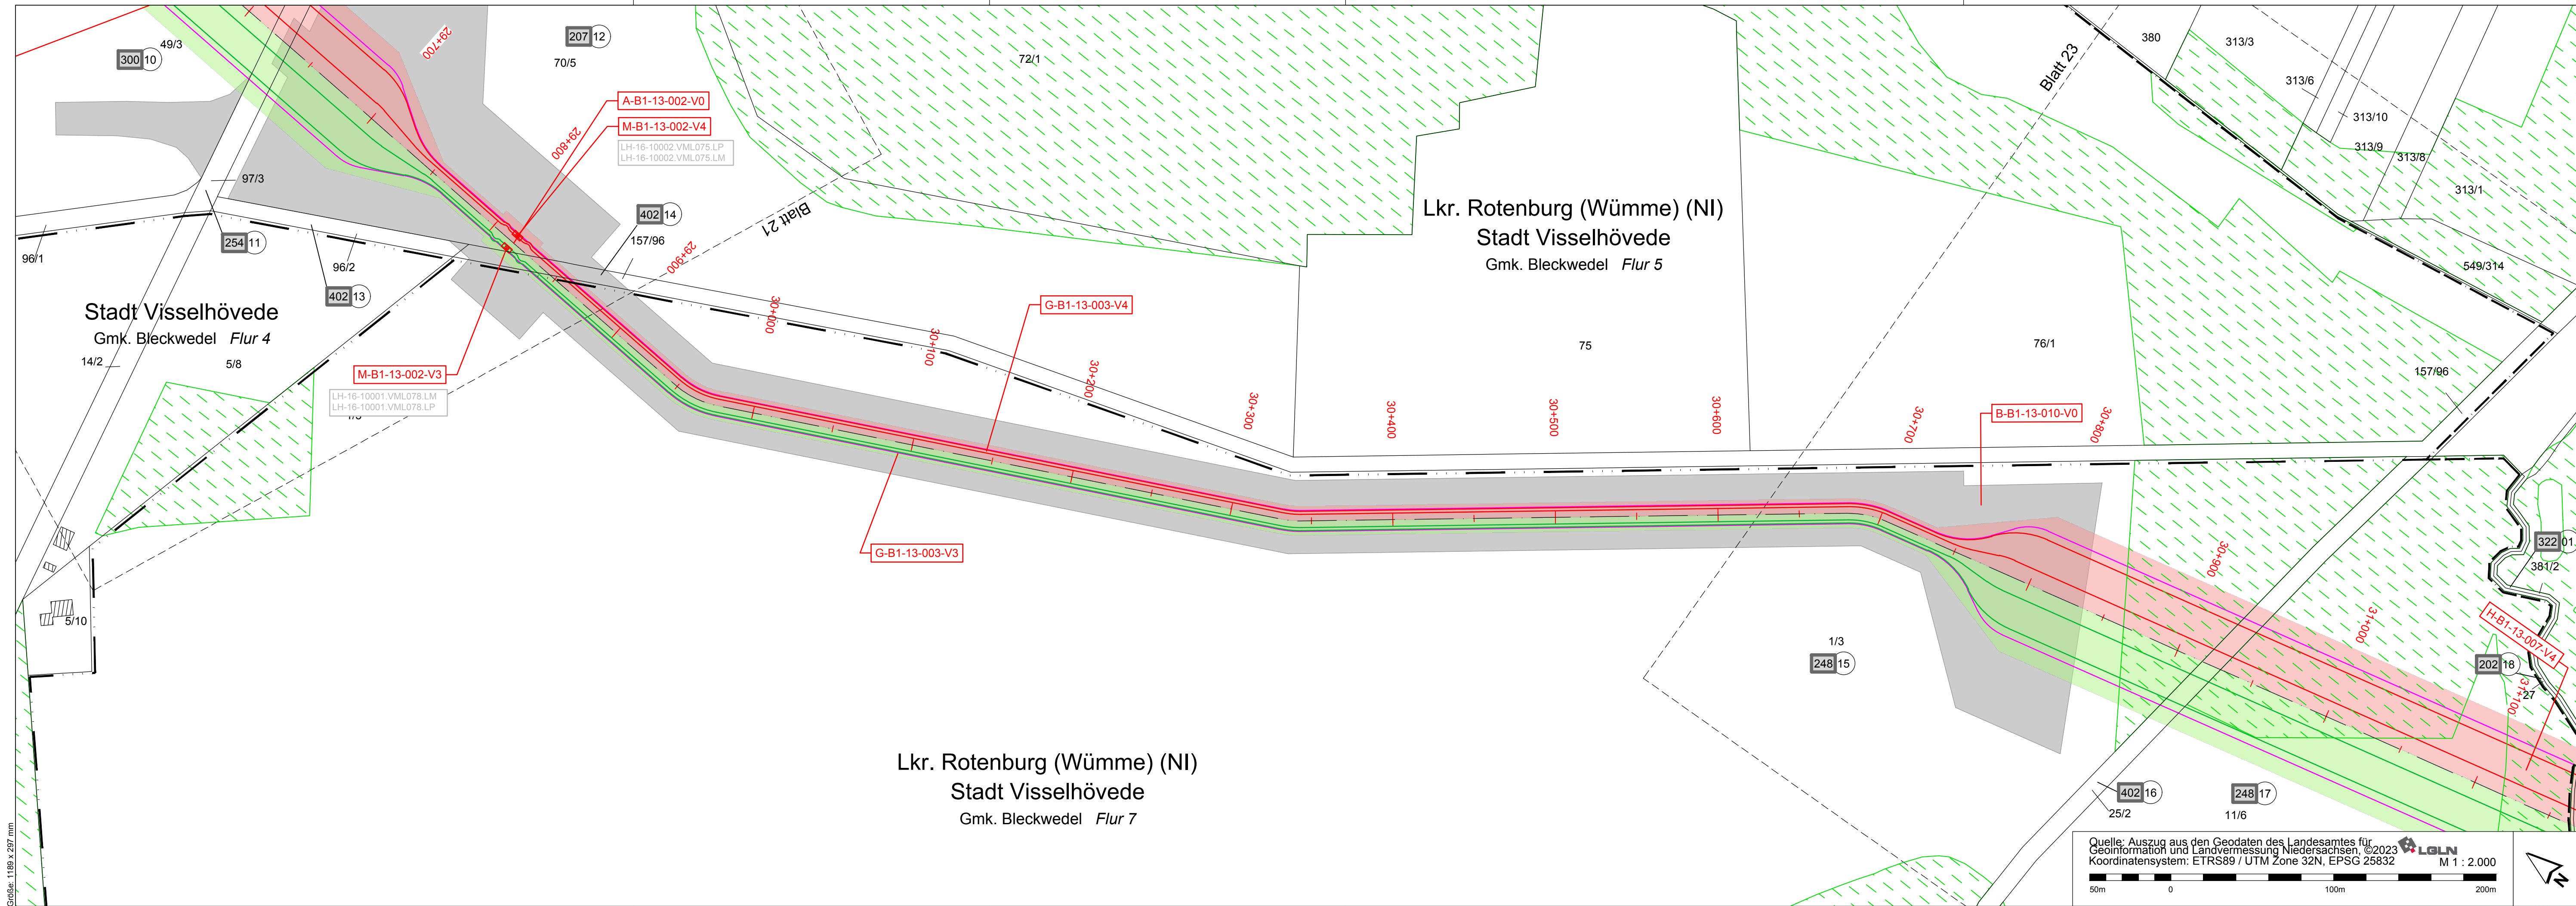 49/3
300 10
29+700
207 12
70/5
72/1
Blatt 23
380
313/3
313/6
313/10
313/9
313/8
313/1
A-B1-13-002-V0
M-B1-13-002-V4
LH-16-10002.VML075.LP
LH-16-10002.VML075.LM
29+800
97/3
Blatt 21
402 14
157/96
29+900
254 11
96/1
96/2
402 13
Lkr. Rotenburg (Wümme) (NI)
Stadt Visselhövede
Gmk. Bleckwedel Flur 5
549/314
Stadt Visselhövede
Gmk. Bleckwedel Flur 4
14/2
5/8
30+000
G-B1-13-003-V4
30+100
30+200
75
76/1
M-B1-13-002-V3
LH-16-10001.VML078.LM
LH-16-10001.VML078.LP
1/3
157/96
30+300
30+400
30+500
30+600
30+700
B-B1-13-010-V0
30+800
G-B1-13-003-V3
322 01
381/2
30+900
5/10
31+000
H-B1-13-007-V4
1/3
248 15
202 18
27
31+100
Lkr. Rotenburg (Wümme) (NI)
Stadt Visselhövede
Gmk. Bleckwedel Flur 7
402 16
25/2
248 17
11/6
Größe: 1189 x 297 mm
Quelle: Auszug aus den Geodaten des Landesamtes für
Geoinformation und Landvermessung Niedersachsen, ©2023
LGLN
Koordinatensystem: ETRS89 / UTM Zone 32N, EPSG 25832
M 1 : 2.000
50m 0 100m 200m
N